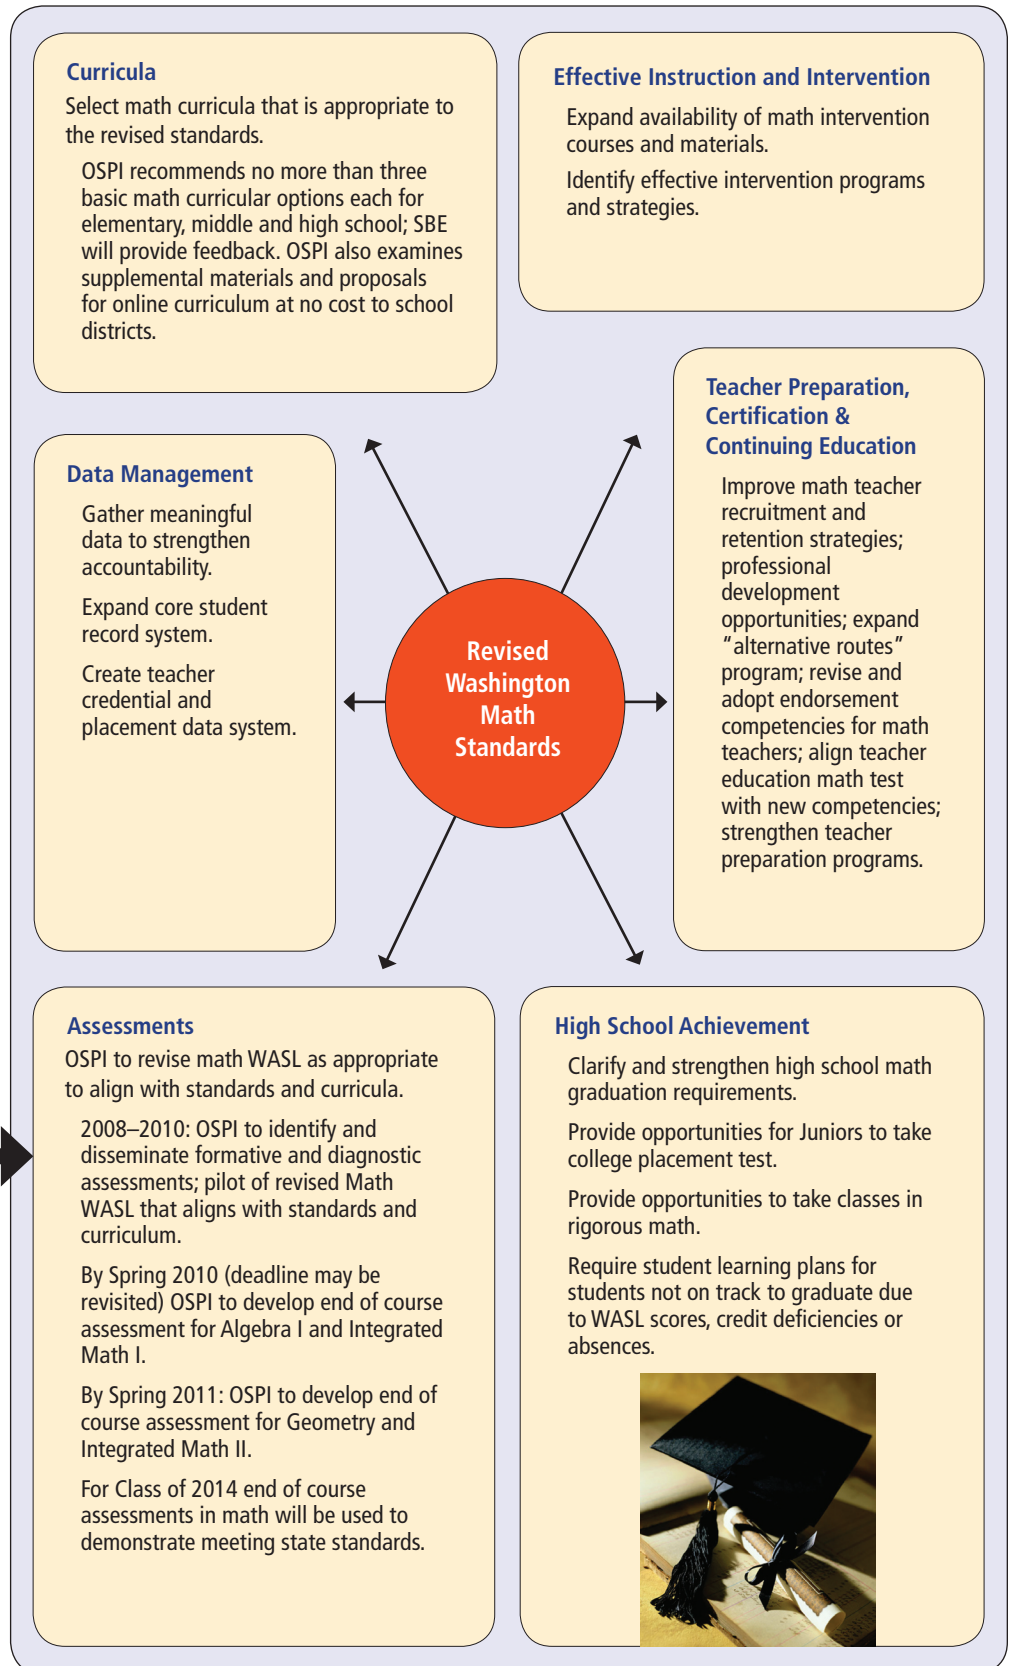 Curricula
Select math curricula that is appropriate to
the revised standards.
OSPI recommends no more than three
basic math curricular options each for
elementary, middle and high school; SBE
will provide feedback. OSPI also examines
supplemental materials and proposals
for online curriculum at no cost to school
districts.
Effective Instruction and Intervention
Expand availability of math intervention
courses and materials.
Identify effective intervention programs
and strategies.
Teacher Preparation,
Certification &
Continuing Education
Improve math teacher
recruitment and
retention strategies;
professional
development
opportunities; expand
“alternative routes”
program; revise and
adopt endorsement
competencies for math
teachers; align teacher
education math test
with new competencies;
strengthen teacher
preparation programs.
Data Management
Gather meaningful
data to strengthen
accountability.
Expand core student
record system.
Create teacher
credential and
placement data system.
Revised
Washington
Math
Standards
Assessments
OSPI to revise math WASL as appropriate
to align with standards and curricula.
2008–2010: OSPI to identify and
disseminate formative and diagnostic
assessments; pilot of revised Math
WASL that aligns with standards and
curriculum.
By Spring 2010 (deadline may be
revisited) OSPI to develop end of course
assessment for Algebra I and Integrated
Math I.
By Spring 2011: OSPI to develop end of
course assessment for Geometry and
Integrated Math II.
For Class of 2014 end of course
assessments in math will be used to
demonstrate meeting state standards.
High School Achievement
Clarify and strengthen high school math
graduation requirements.
Provide opportunities for Juniors to take
college placement test.
Provide opportunities to take classes in
rigorous math.
Require student learning plans for
students not on track to graduate due
to WASL scores, credit deficiencies or
absences.